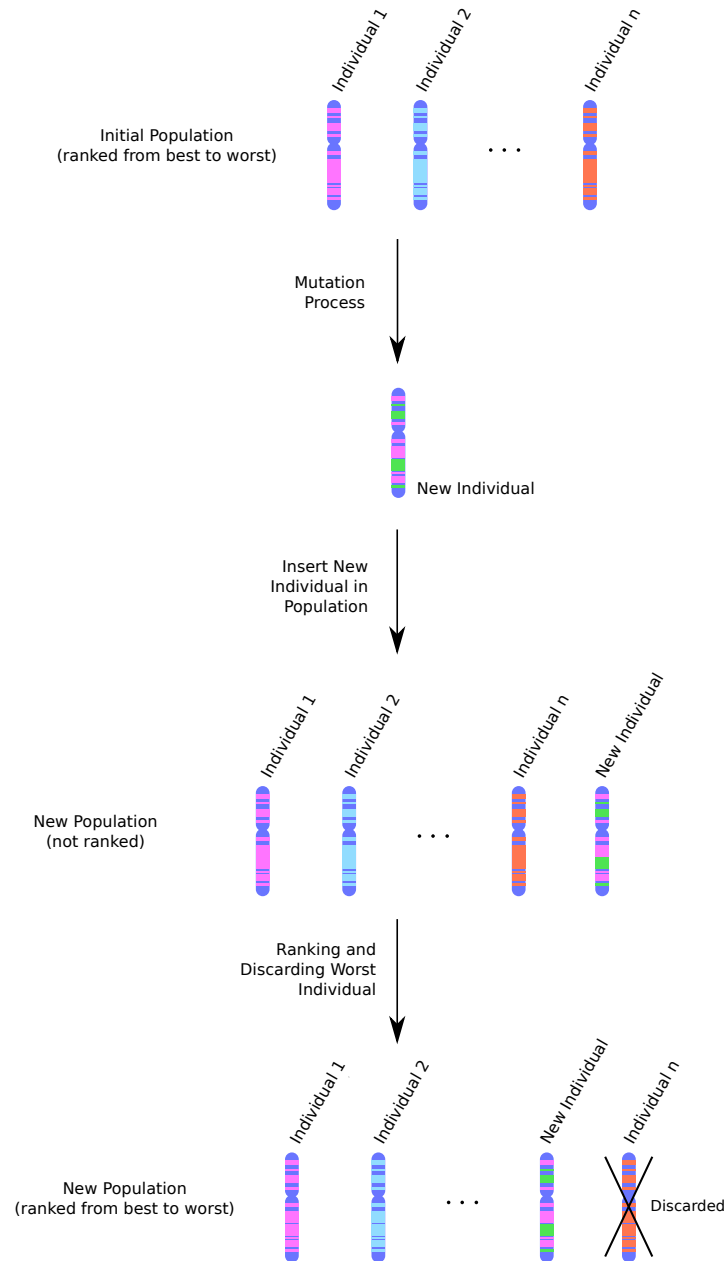 Individual 1
Individual 2
Individual n
Initial Population
(ranked from best to worst)
. . .
Mutation
Process
New Individual
Insert New
Individual in
Population
Individual 1
Individual 2
Individual n
New Individual
New Population
(not ranked)
. . .
Ranking and
Discarding Worst
Individual
Individual 1
Individual 2
New Individual
Individual n
New Population
(ranked from best to worst)
. . .
Discarded